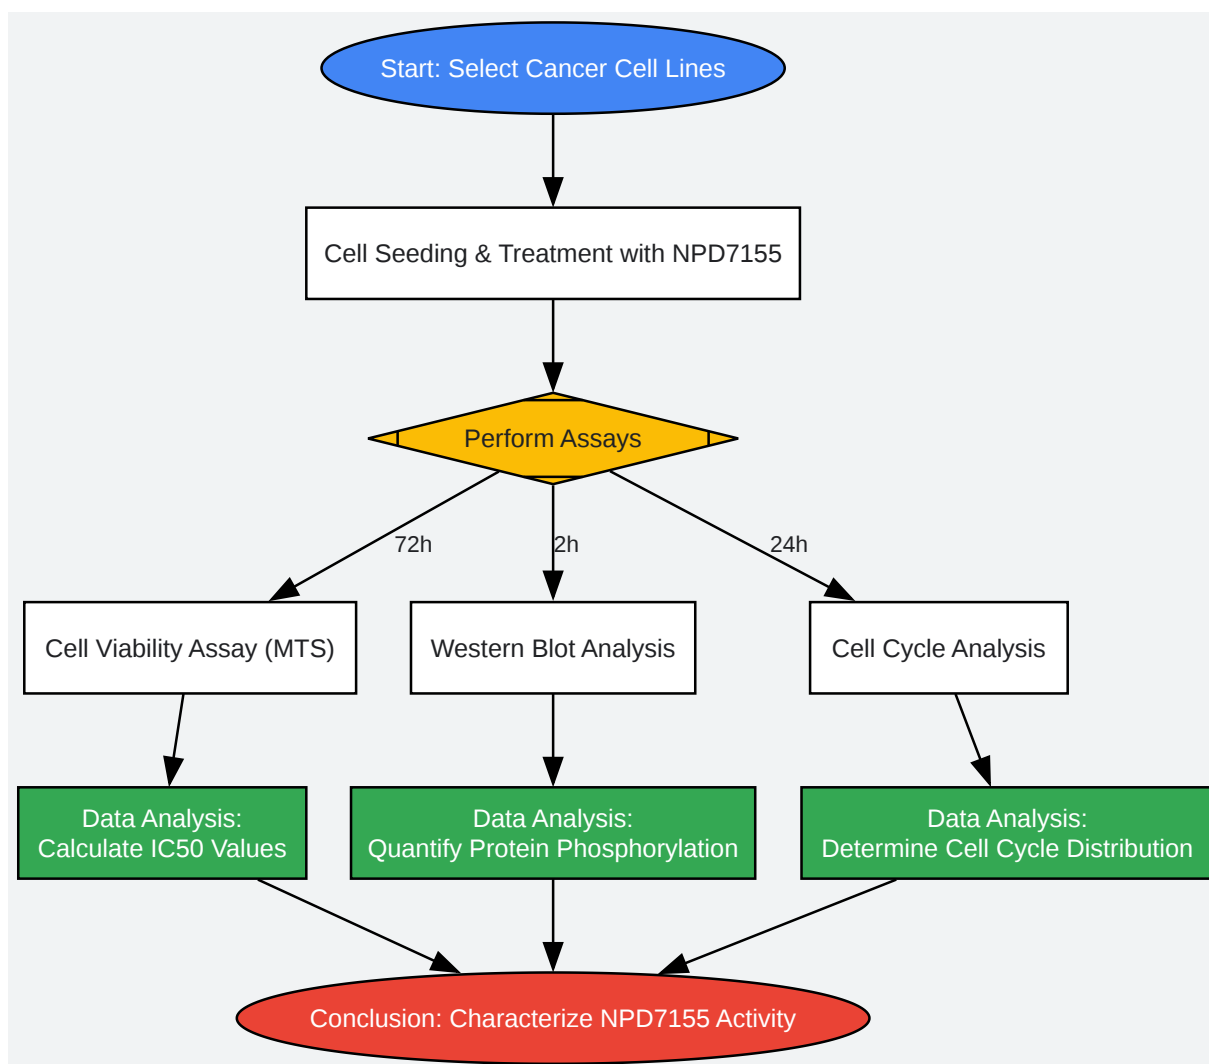 Start: Select Cancer Cell Lines
Cell Seeding & Treatment with NPD7155
Perform Assays
72h
2h
24h
Cell Viability Assay (MTS)
Western Blot Analysis
Cell Cycle Analysis
Data Analysis:
Calculate IC50 Values
Data Analysis:
Quantify Protein Phosphorylation
Data Analysis:
Determine Cell Cycle Distribution
Conclusion: Characterize NPD7155 Activity